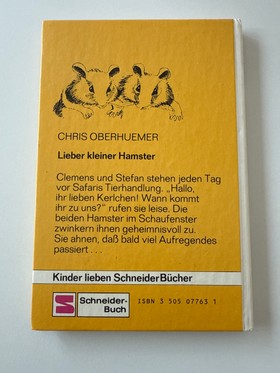 CHRIS OBERHUEMER
Lieber kleiner Hamster
Clemens und Stefan stehen jeden Tag
vor Safaris Tierhandlung. „Hallo,
ihr lieben Kerlchen! Wann kommt
ihr zu uns?" rufen sie leise. Die
beiden Hamster im Schaufenster
zwinkern ihnen geheimnisvoll zu.
Sie ahnen, daß bald viel Aufregendes
passiert . . .
Kinder lieben SchneiderBücher
Schneider-
Buch
ISBN 3 505 07763 1